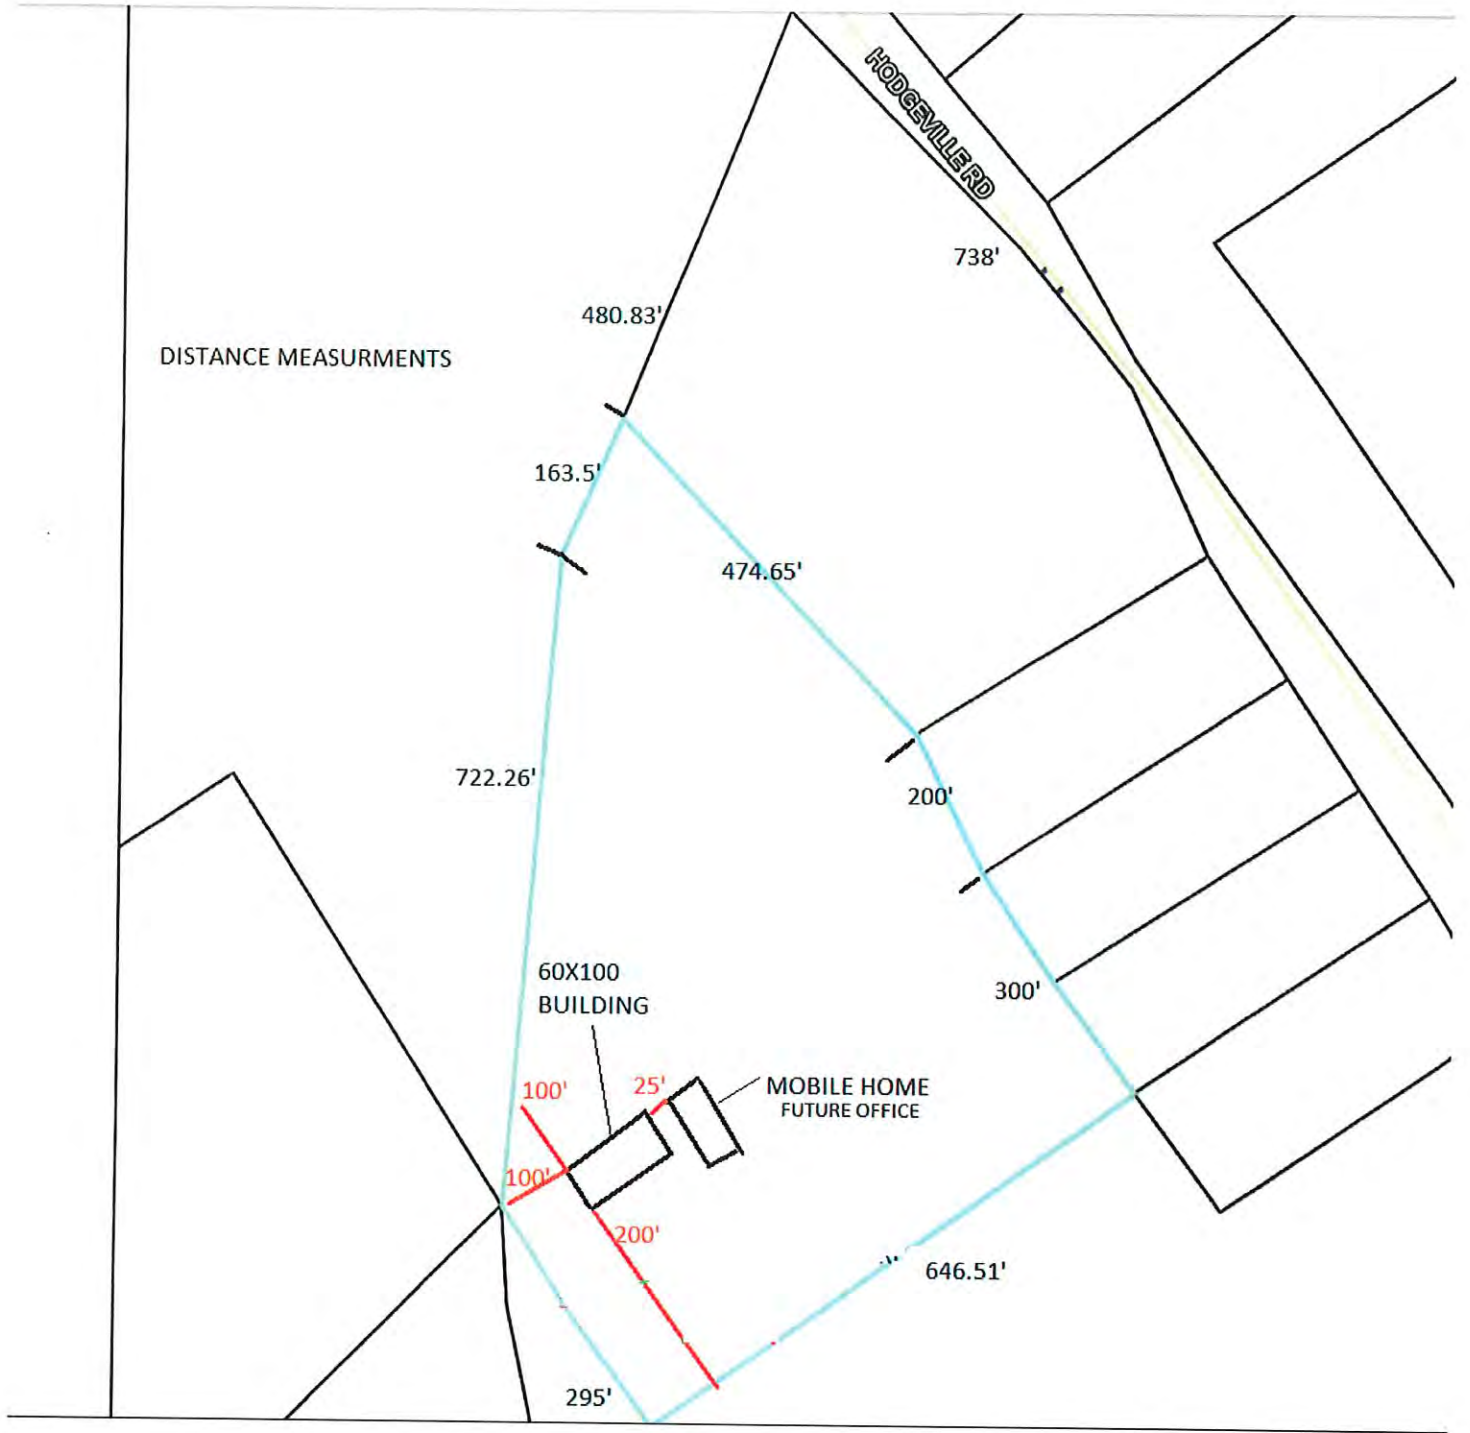 HODGEVILLE RD
738'
480.83'
DISTANCE MEASURMENTS
163.5'
474.65'
722.26'
200'
60X100
BUILDING
300'
100'
25'
MOBILE HOME
FUTURE OFFICE
100'
200'
646.51'
295'